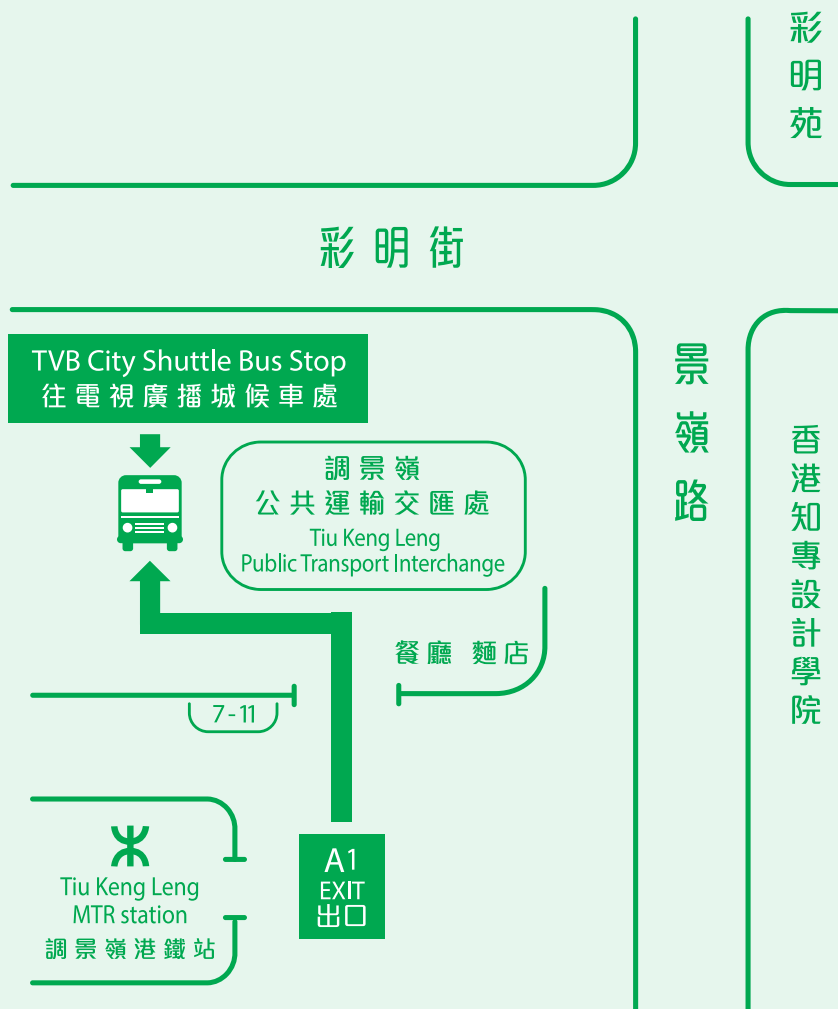 彩明苑
彩明街
TVB City Shuttle Bus Stop
往電視廣播城候車處
景嶺路
調景嶺
公共運輸交匯處
Tiu Keng Leng
Public Transport Interchange
香港知專設計學院
餐廳 麵店
7-11
A1
EXIT
出口
Tiu Keng Leng
MTR station
調景嶺港鐵站